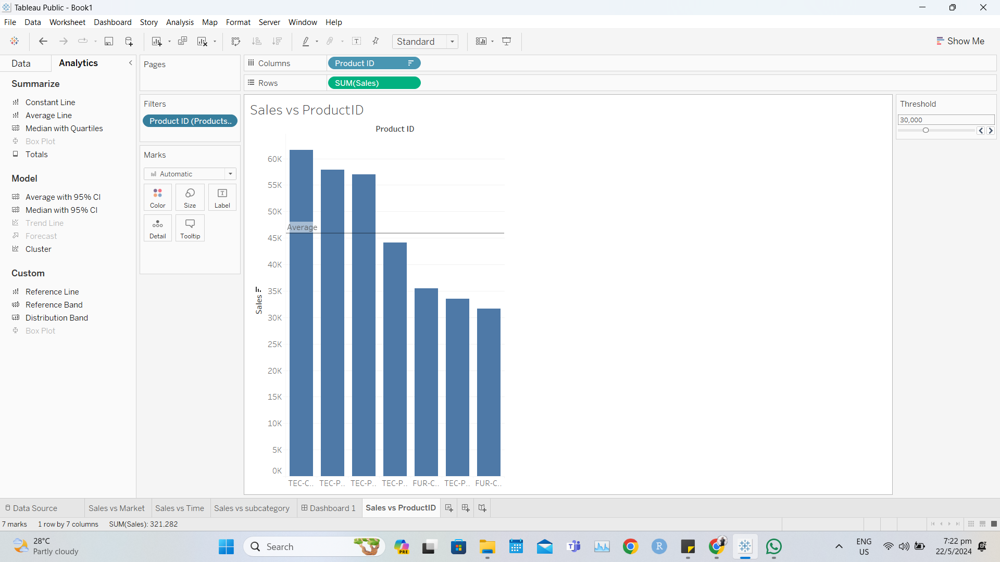 Tableau Public - Book1
File Data Worksheet Dashboard Story Analysis Map Format Server Window Help
Standard
Show Me
Data
Analytics
Summarize
Constant Line
Average Line
Median with Quartiles
Box Plot
Totals
Model
Average with 95% CI
Median with 95% CI
Trend Line
Forecast
Cluster
Custom
Reference Line
Reference Band
Distribution Band
Box Plot
Pages
Filters
Product ID (Products..
Marks
Automatic
Color
Size
Label
Detail
Tooltip
Columns
Product ID
Rows
SUM(Sales)
Sales vs ProductID
Product ID
60K
55K
50K
Average
45K
40K
35K
Sales
30K
25K
20K
15K
10K
5K
0K
TEC-C.. TEC-P.. TEC-P.. TEC-P.. FUR-C.. TEC-P.. FUR-C..
Threshold
30,000
Data Source
Sales vs Market
Sales vs Time
Sales vs subcategory
Dashboard 1
Sales vs ProductID
7 marks 1 row by 7 columns SUM(Sales): 321,282
28°C
Partly cloudy
Search
PRE
ENG
US
7:22 pm
22/5/2024